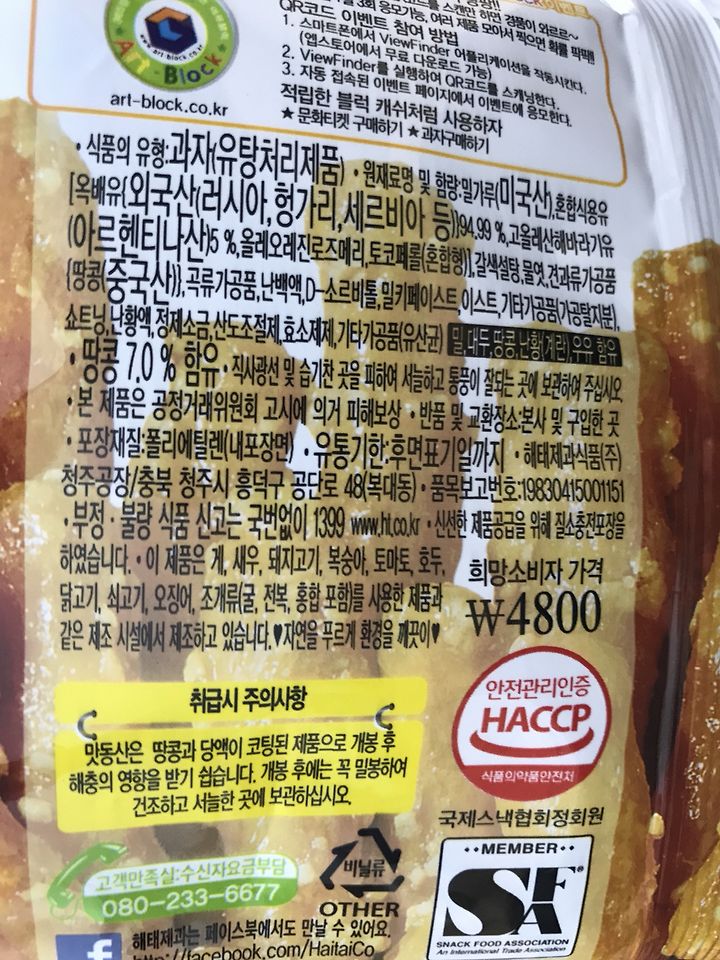 QR코드 이벤트 참여 방법
1. 스마트폰에서 ViewFinder 어플리케이션을 작동시킨다.
(앱스토어에서 무료 다운로드 가능)
2. ViewFinder를 실행하여 QR코드를 스캐닝한다.
3. 자동 접속된 이벤트 페이지에서 이벤트에 응모한다.
적립한 블럭 캐쉬처럼 사용하자
★문화티켓 구매하기 ★과자구매하기
www.art-block.co.kr
Art-Block
art-block.co.kr
• 식품의 유형:과자(유탕처리제품) • 원재료명 및 함량:밀가루(미국산),혼합식용유
[옥배유{외국산(러시아,헝가리,세르비아 등)}94.99 %,고올레산해바라기유
(아르헨티나산)5 %,올레오레진로즈메리,토코페롤(혼합형)],갈색설탕,물엿,견과류가공품
{땅콩(중국산)},곡류가공품,난백액,D-소르비톨,밀키페이스트,이스트,기타가공품(가공탈지분),
쇼트닝,난황액,정제소금,산도조절제,효소제제,기타가공품(유산균) 밀,대두,땅콩,난황(계란),우유 함유
• 땅콩 7.0 % 함유 • 직사광선 및 습기찬 곳을 피하여 서늘하고 통풍이 잘되는 곳에 보관하여 주십시오.
• 본 제품은 공정거래위원회 고시에 의거 피해보상 • 반품 및 교환장소:본사 및 구입한 곳
• 포장재질:폴리에틸렌(내포장면) • 유통기한:후면표기일까지 • 해태제과식품(주)
청주공장/충북 청주시 흥덕구 공단로 48(복대동) • 품목보고번호:19830415001151
• 부정 · 불량 식품 신고는 국번없이 1399 www.ht.co.kr • 신선한 제품공급을 위해 질소충전포장을
하였습니다. • 이 제품은 게, 새우, 돼지고기, 복숭아, 토마토, 호두,
닭고기, 쇠고기, 오징어, 조개류(굴, 전복, 홍합 포함)를 사용한 제품과
같은 제조 시설에서 제조하고 있습니다.♥자연을 푸르게 환경을 깨끗이♥
희망소비자 가격
₩4800
취급시 주의사항
맛동산은 땅콩과 당액이 코팅된 제품으로 개봉 후
해충의 영향을 받기 쉽습니다. 개봉 후에는 꼭 밀봉하여
건조하고 서늘한 곳에 보관하십시오.
안전관리인증
HACCP
식품의약품안전처
국제스낵협회정회원
••MEMBER••
SFA®
SNACK FOOD ASSOCIATION
An International Trade Association
고객만족실:수신자요금부담
080-233-6677
비닐류
OTHER
해태제과는 페이스북에서도 만날 수 있어요.
http://facebook.com/HaitaiCo